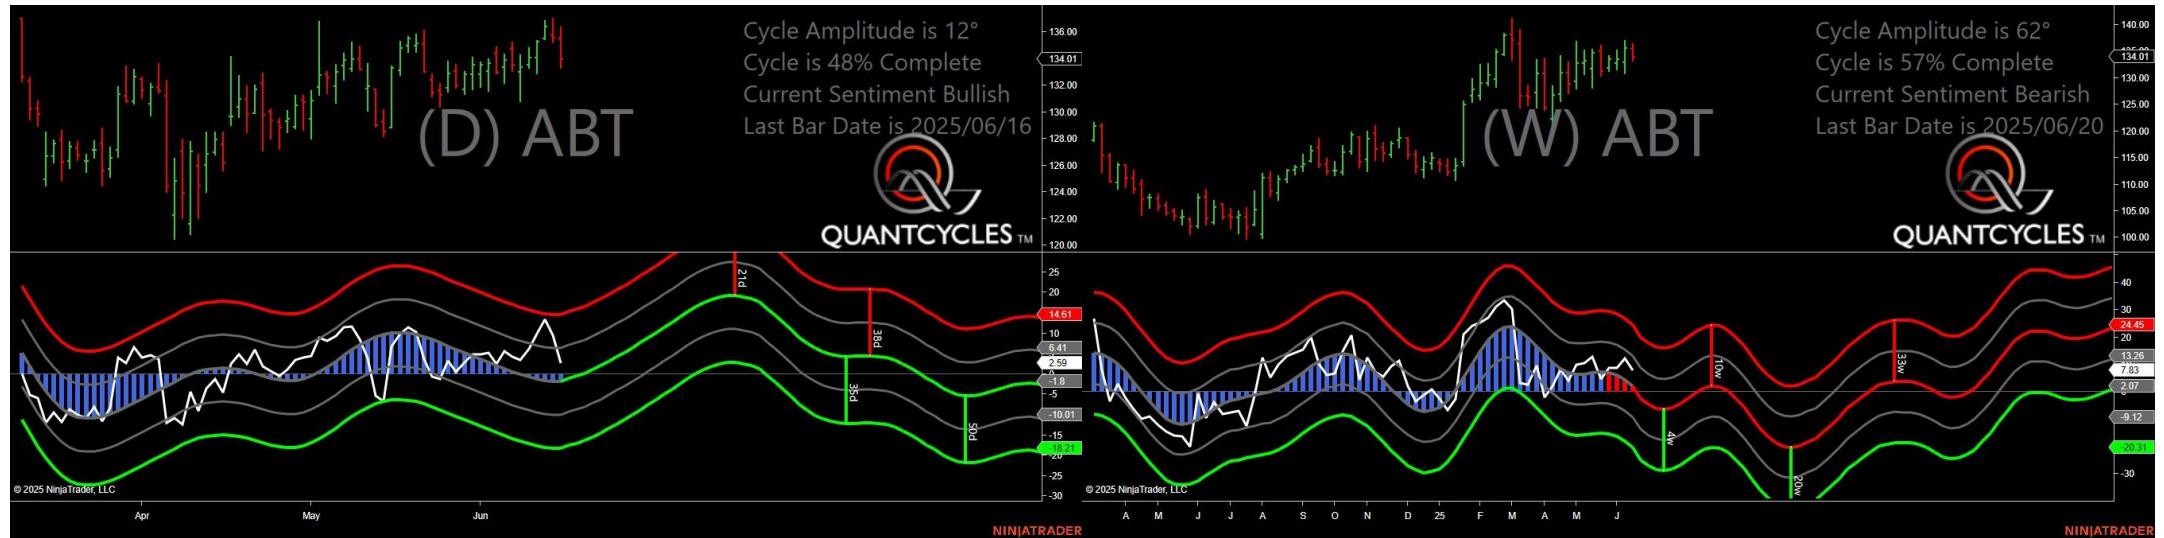 Cycle Amplitude is 12°
Cycle is 48% Complete
Current Sentiment Bullish
Last Bar Date is 2025/06/16
(D) ABT
QUANTCYCLES TM
136.00
134.01
132.00
130.00
128.00
126.00
124.00
122.00
120.00
25
20
14.61
10
6.41
2.59
-1.8
-5
-10.01
-15
-18.21
-20
-25
-30
21d
38d
35d
50d
© 2025 NinjaTrader, LLC
Apr May Jun
NINJATRADER
Cycle Amplitude is 62°
Cycle is 57% Complete
Current Sentiment Bearish
Last Bar Date is 2025/06/20
(W) ABT
QUANTCYCLES TM
140.00
134.01
130.00
125.00
120.00
115.00
110.00
105.00
100.00
40
30
24.45
20
13.26
7.83
2.07
-9.12
-20.31
-30
10w
33w
4w
20w
© 2025 NinjaTrader, LLC
A M J J A S O N D 25 F M A M J
NINJATRADER